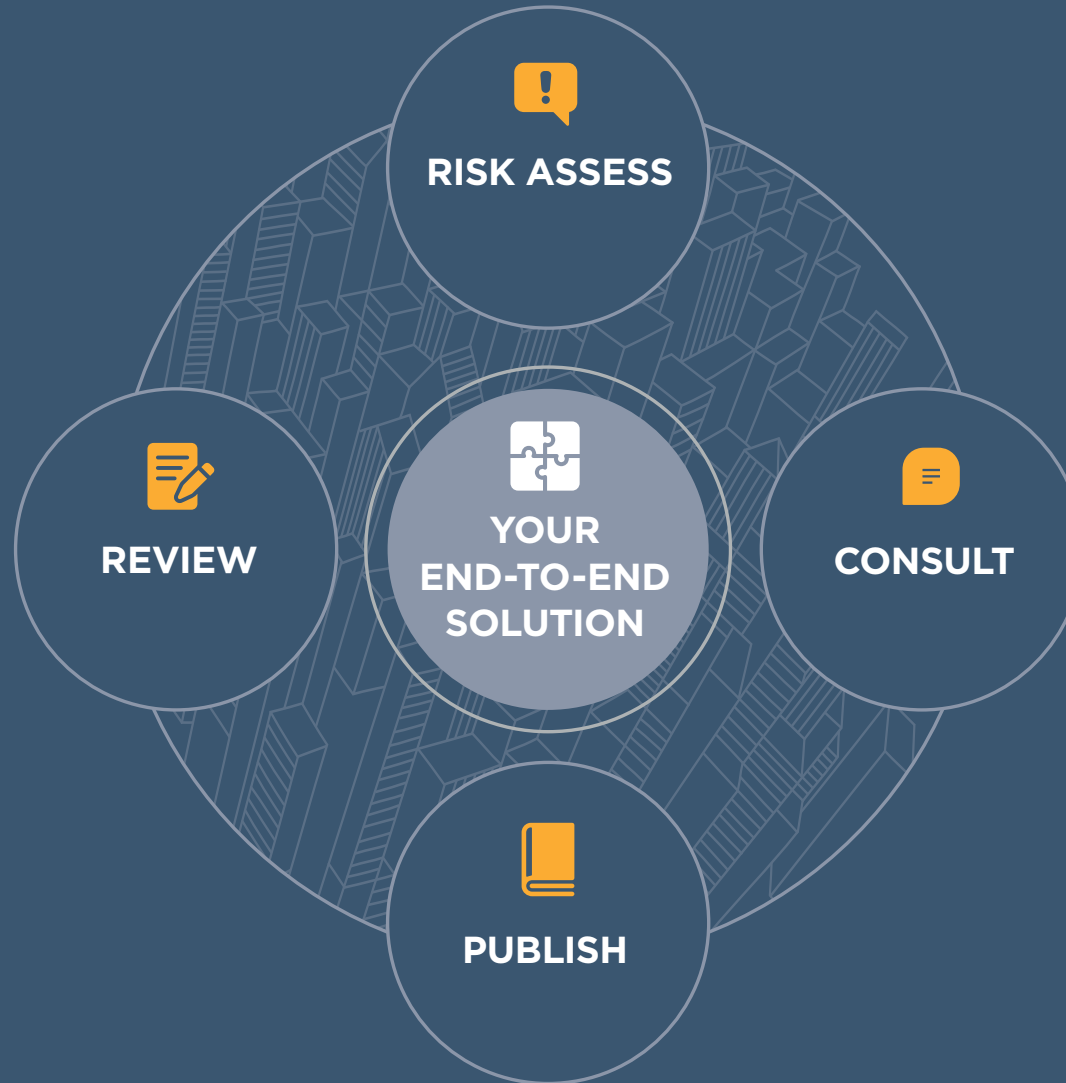 RISK ASSESS
REVIEW
YOUR
END-TO-END
SOLUTION
CONSULT
PUBLISH